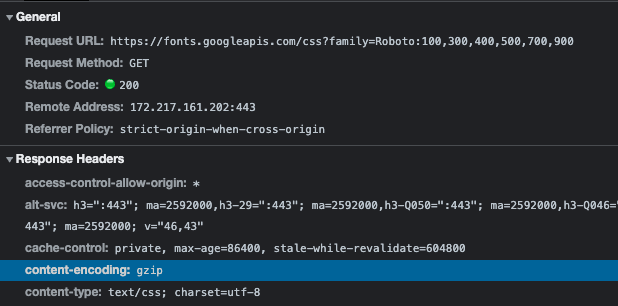 General
Request URL: https://fonts.googleapis.com/css?family=Roboto:100,300,400,500,700,900
Request Method: GET
Status Code: 200
Remote Address: 172.217.161.202:443
Referrer Policy: strict-origin-when-cross-origin
Response Headers
access-control-allow-origin: *
alt-svc: h3=":443"; ma=2592000,h3-29=":443"; ma=2592000,h3-Q050=":443"; ma=2592000,h3-Q046="
443"; ma=2592000; v="46,43"
cache-control: private, max-age=86400, stale-while-revalidate=604800
content-encoding: gzip
content-type: text/css; charset=utf-8